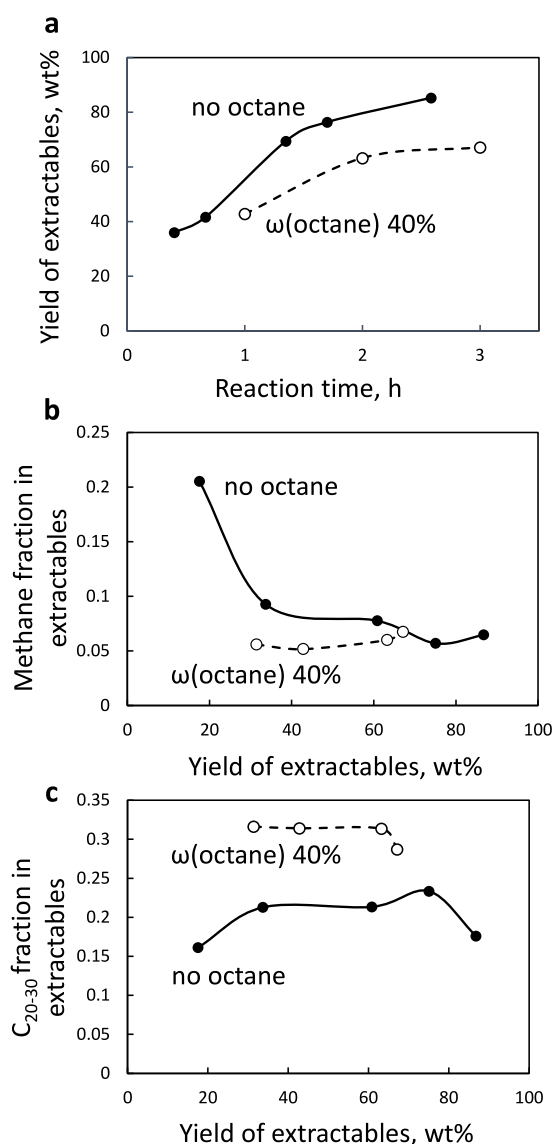 a
Yield of extractables, wt%
100
80
60
40
20
0
no octane
ω(octane) 40%
0 1 2 3
Reaction time, h
b
Methane fraction in
extractables
0.25
0.2
0.15
0.1
0.05
0
no octane
ω(octane) 40%
0 20 40 60 80 100
Yield of extractables, wt%
c
C20-30 fraction in
extractables
0.35
0.3
0.25
0.2
0.15
0.1
0.05
0
ω(octane) 40%
no octane
0 20 40 60 80 100
Yield of extractables, wt%